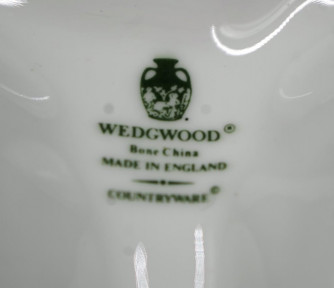 WEDGWOOD®
Bone China
MADE IN ENGLAND
COUNTRYWARE©